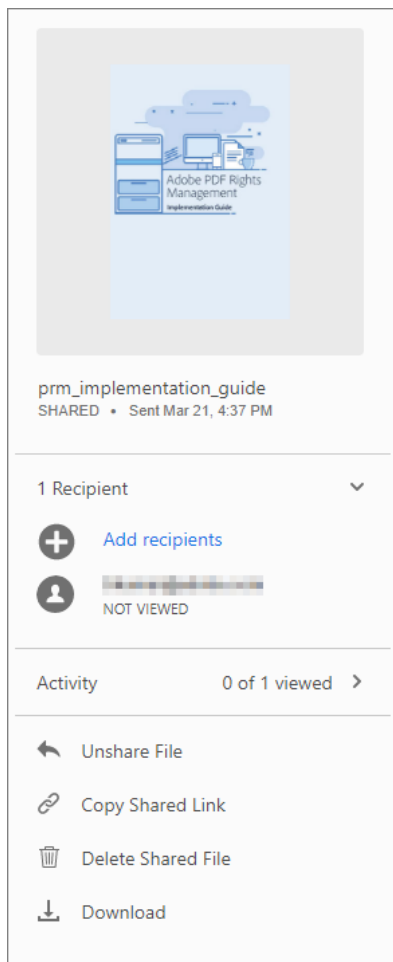 Adobe PDF Rights
Management
Implementation Guide
prm_implementation_guide
SHARED • Sent Mar 21, 4:37 PM
1 Recipient
Add recipients
NOT VIEWED
Activity 0 of 1 viewed
Unshare File
Copy Shared Link
Delete Shared File
Download